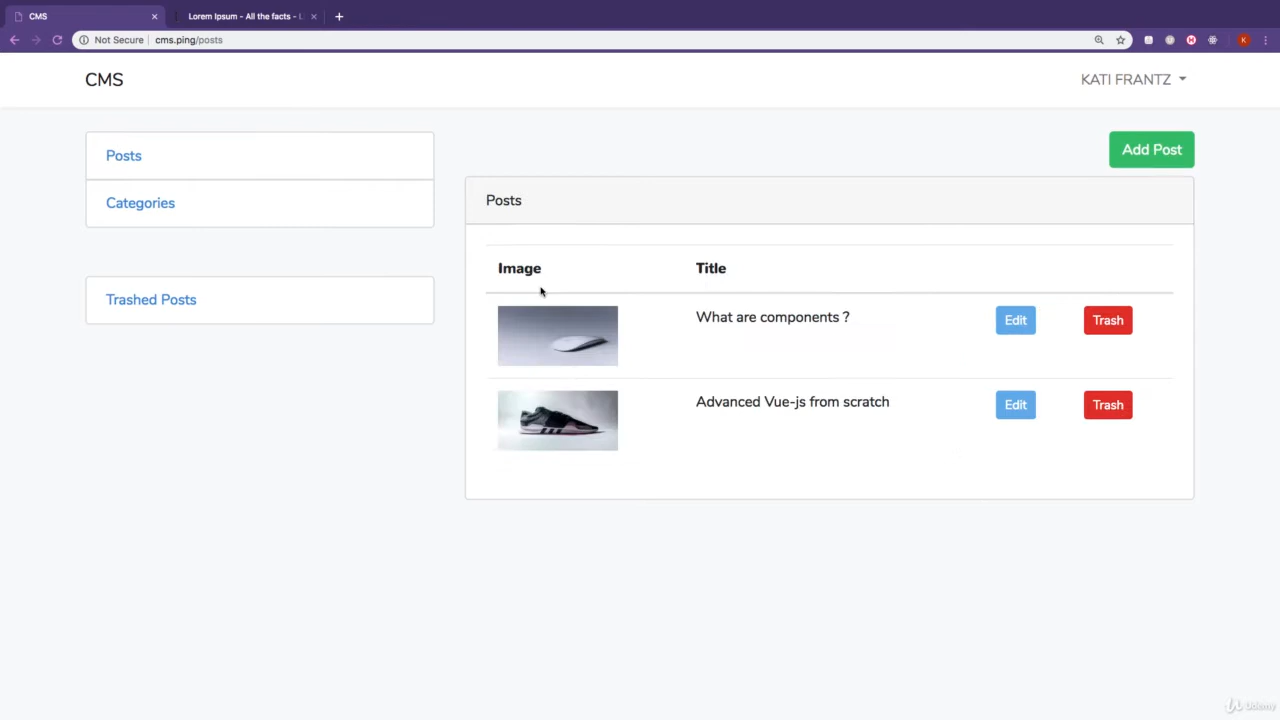 CMS
Lorem Ipsum - All the facts - L
Not Secure
cms.ping/posts
K
CMS
KATI FRANTZ
Posts
Categories
Trashed Posts
Add Post
Posts
Image Title
What are components ? Edit Trash
Advanced Vue-js from scratch Edit Trash
Udemy